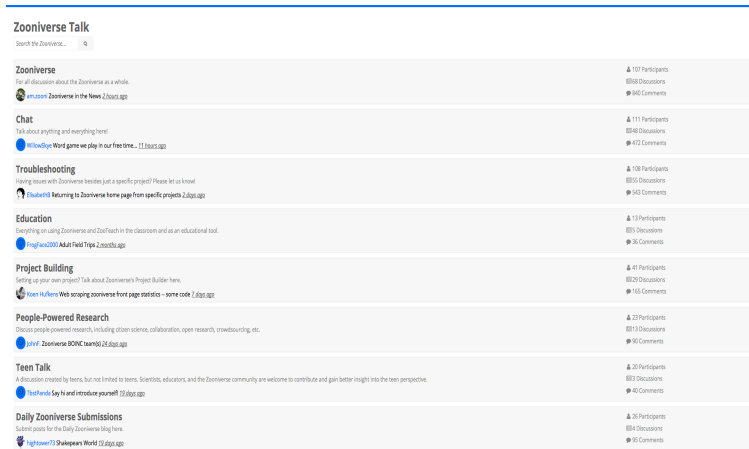 Zooniverse Talk
Search the Zooniverse...
Zooniverse
For all discussion about the Zooniverse as a whole.
am.zooni Zooniverse in the News 2 hours ago
107 Participants
68 Discussions
840 Comments
Chat
Talk about anything and everything here!
WillowSkye Word game we play in our free time... 11 hours ago
111 Participants
48 Discussions
472 Comments
Troubleshooting
Having issues with Zooniverse besides just a specific project? Please let us know!
ElisabethB Returning to Zooniverse home page from specific projects 2 days ago
108 Participants
55 Discussions
543 Comments
Education
Everything on using Zooniverse and ZooTeach in the classroom and as an educational tool.
FrogFace2000 Adult Field Trips 2 months ago
13 Participants
5 Discussions
36 Comments
Project Building
Setting up your own project? Talk about Zooniverse's Project Builder here.
Koen Hufkens Web scraping zooniverse front page statistics -- some code 7 days ago
41 Participants
29 Discussions
165 Comments
People-Powered Research
Discuss people-powered research, including citizen science, collaboration, open research, crowdsourcing, etc.
JohnF. Zooniverse BOINC team(s) 24 days ago
23 Participants
13 Discussions
90 Comments
Teen Talk
A discussion created by teens, but not limited to teens. Scientists, educators, and the Zooniverse community are welcome to contribute and gain better insight into the teen perspective.
TbstPanda Say hi and introduce yourself! 19 days ago
20 Participants
3 Discussions
40 Comments
Daily Zooniverse Submissions
Submit posts for the Daily Zooniverse blog here.
hightower73 Shakepears World 19 days ago
26 Participants
4 Discussions
95 Comments